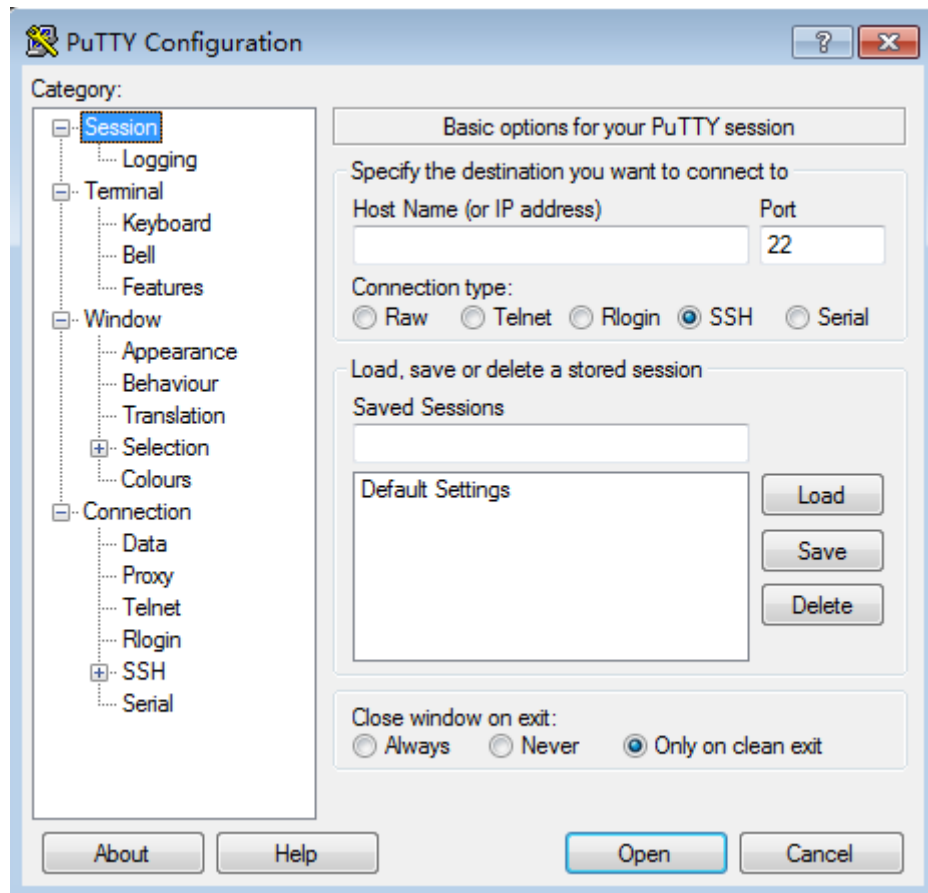 PuTTY Configuration
Category:
Session
Logging
Terminal
Keyboard
Bell
Features
Window
Appearance
Behaviour
Translation
Selection
Colours
Connection
Data
Proxy
Telnet
Rlogin
SSH
Serial
Basic options for your PuTTY session
Specify the destination you want to connect to
Host Name (or IP address) Port
22
Connection type:
Raw Telnet Rlogin SSH Serial
Load, save or delete a stored session
Saved Sessions
Default Settings
Load
Save
Delete
Close window on exit:
Always Never Only on clean exit
About Help Open Cancel